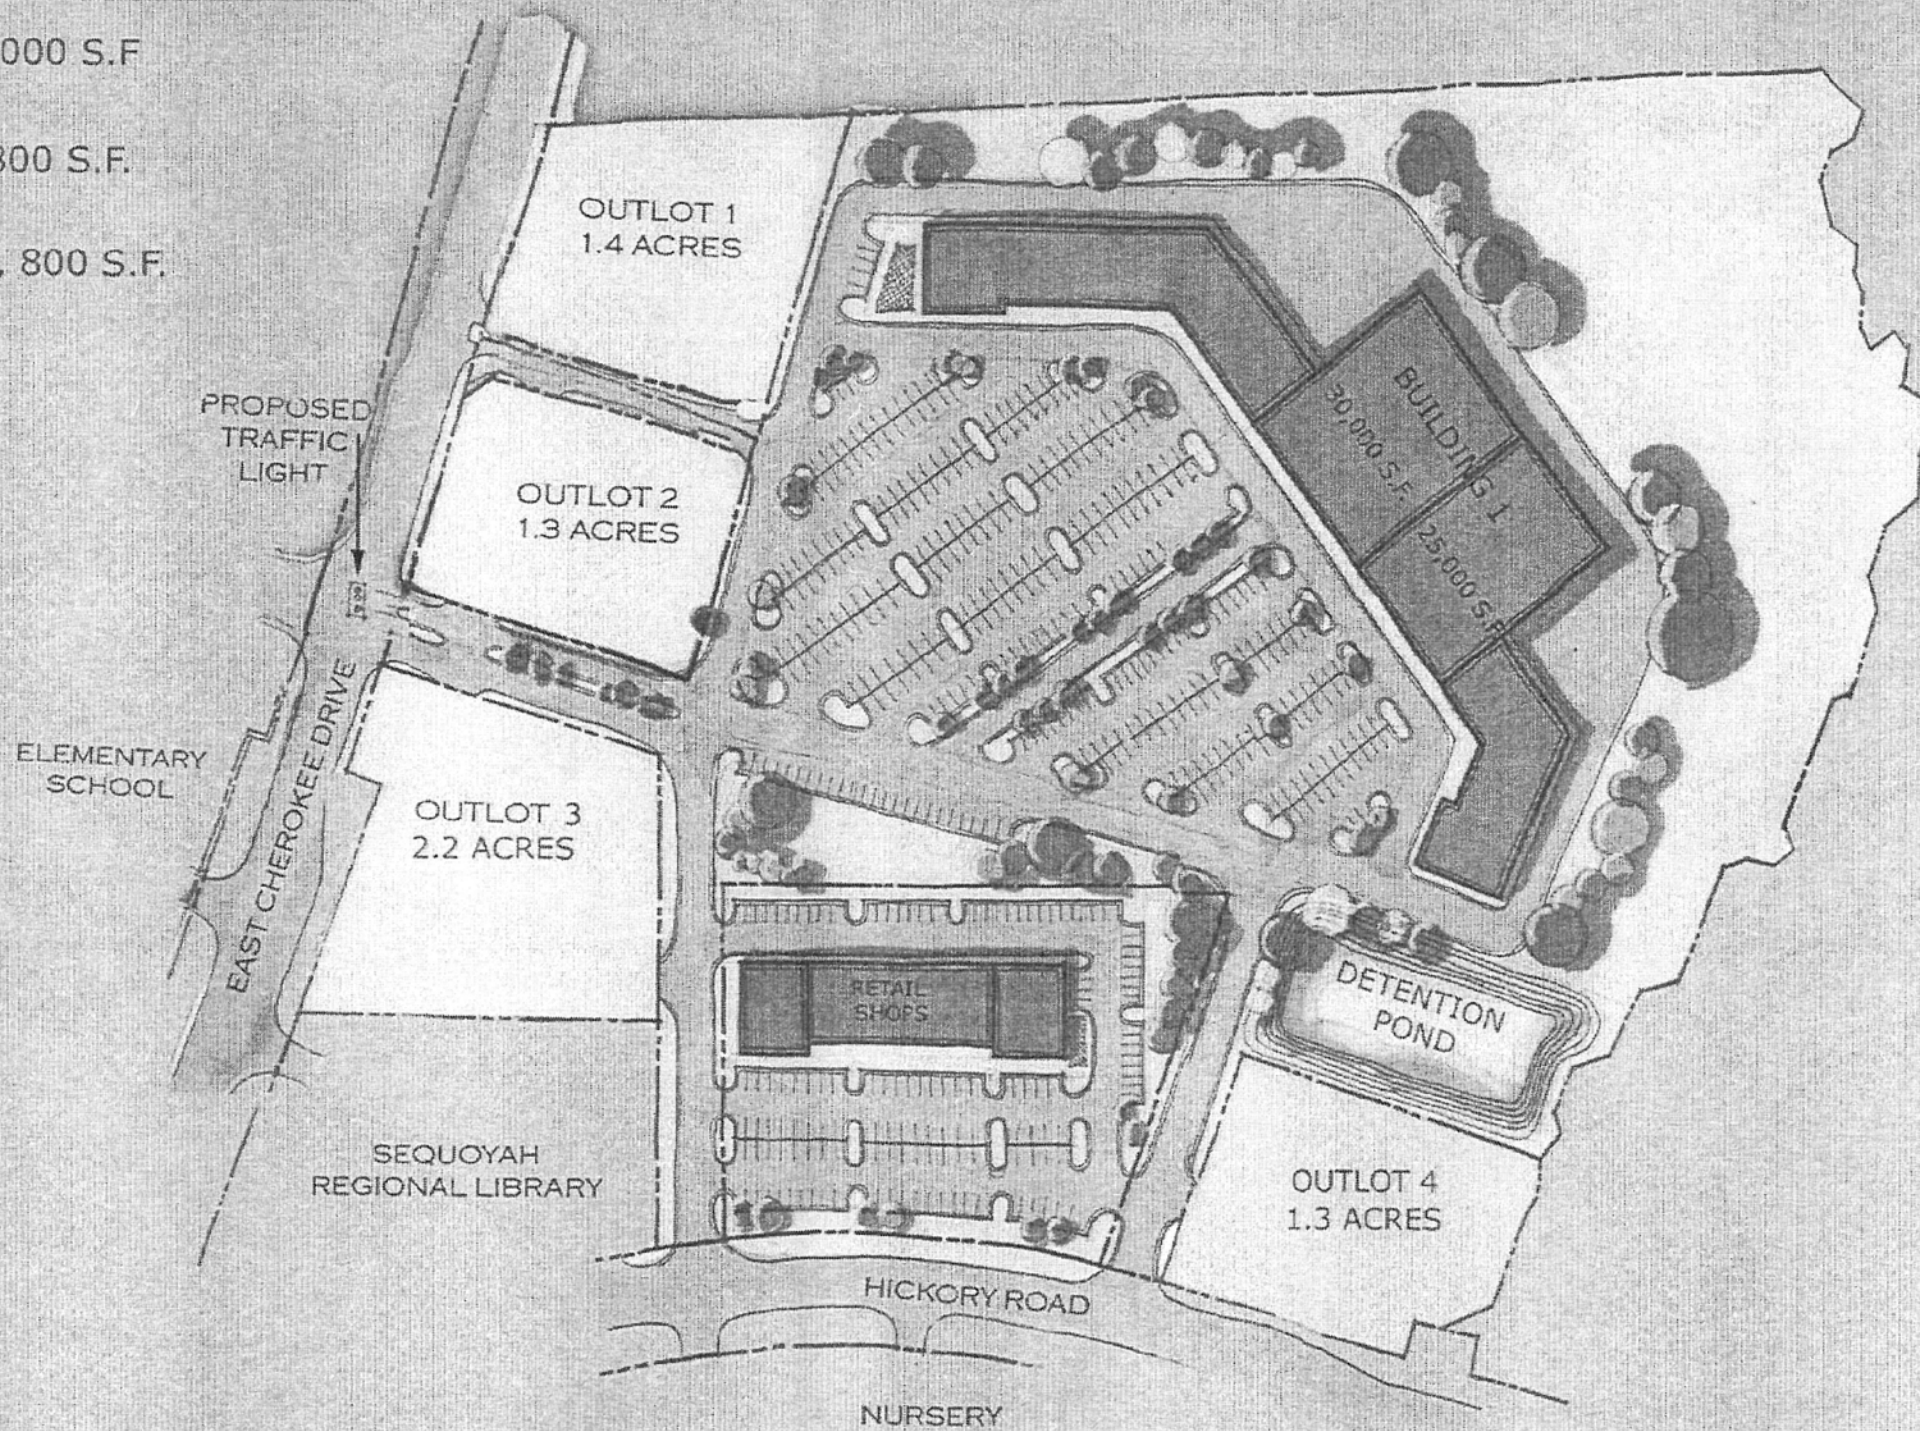 000 S.F
800 S.F.
, 800 S.F.
OUTLOT 1
1.4 ACRES
PROPOSED
TRAFFIC
LIGHT
OUTLOT 2
1.3 ACRES
BUILDING 1
30,000 S.F.
25,000 S.F.
ELEMENTARY
SCHOOL
EAST CHEROKEE DRIVE
OUTLOT 3
2.2 ACRES
RETAIL
SHOPS
DETENTION
POND
SEQUOYAH
REGIONAL LIBRARY
OUTLOT 4
1.3 ACRES
HICKORY ROAD
NURSERY